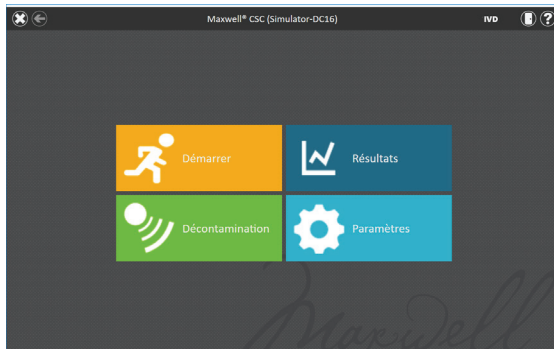 Maxwell® CSC (Simulator-DC16)
IVD
?
Démarrer
Résultats
Décontamination
Paramètres
Maxwell